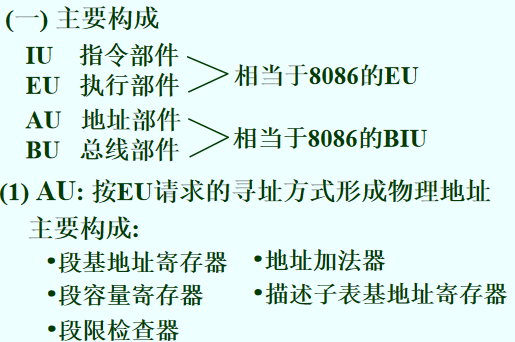 (一) 主要构成
IU 指令部件
EU 执行部件
相当于8086的EU
AU 地址部件
BU 总线部件
相当于8086的BIU
(1) AU: 按EU请求的寻址方式形成物理地址
主要构成:
•段基地址寄存器 •地址加法器
•段容量寄存器 •描述子表基地址寄存器
•段限检查器